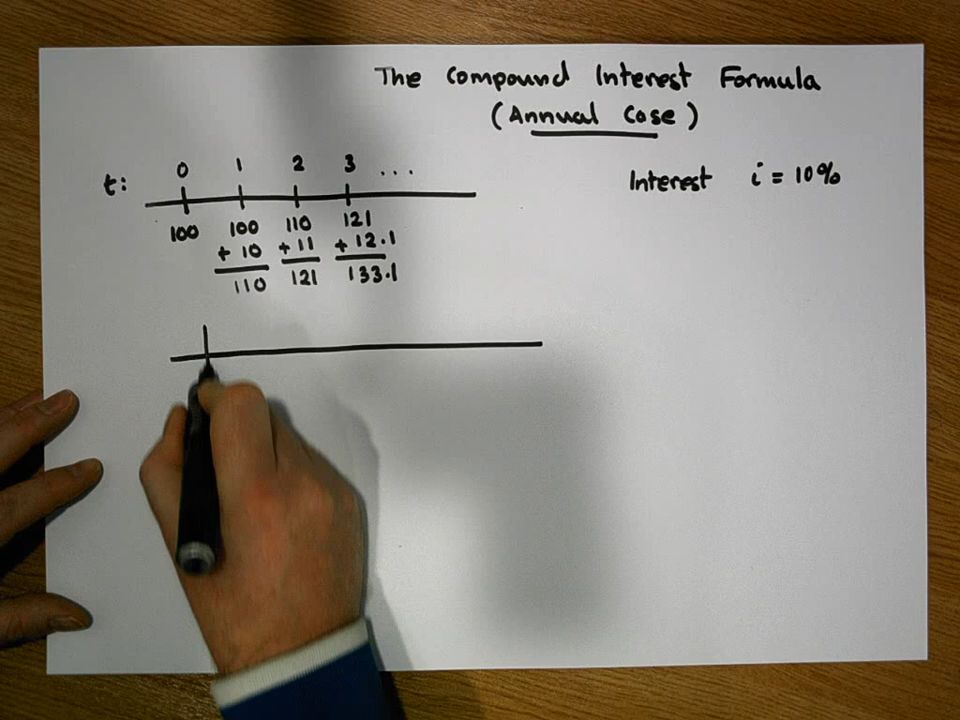 The Compound Interest Formula
(Annual Case)
t: 0 1 2 3 ...
Interest i = 10%
100 100 110 121
+ 10 + 11 + 12.1
110 121 133.1